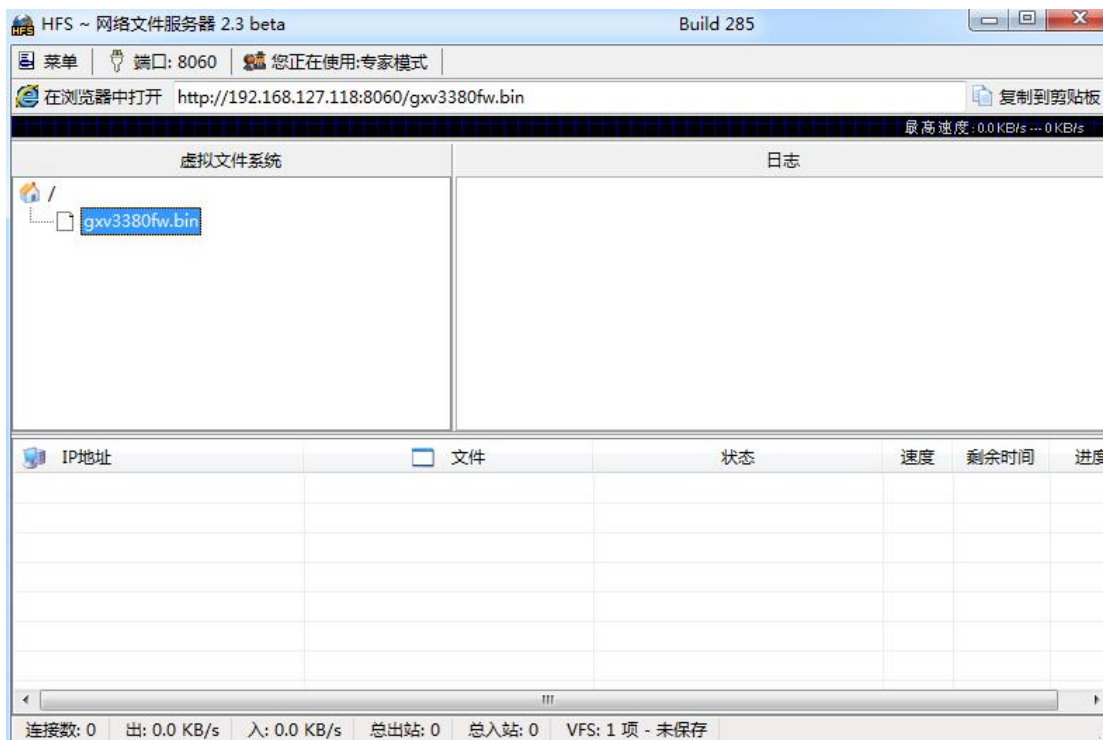 HFS ~ 网络文件服务器 2.3 beta Build 285
菜单 端口: 8060 您正在使用:专家模式
在浏览器中打开 http://192.168.127.118:8060/gxv3380fw.bin 复制到剪贴板
最高速度: 0.0 KB/s --- 0 KB/s
虚拟文件系统 日志
/
gxv3380fw.bin
IP地址 文件 状态 速度 剩余时间 进度
连接数: 0 出: 0.0 KB/s 入: 0.0 KB/s 总出站: 0 总入站: 0 VFS: 1 项 - 未保存